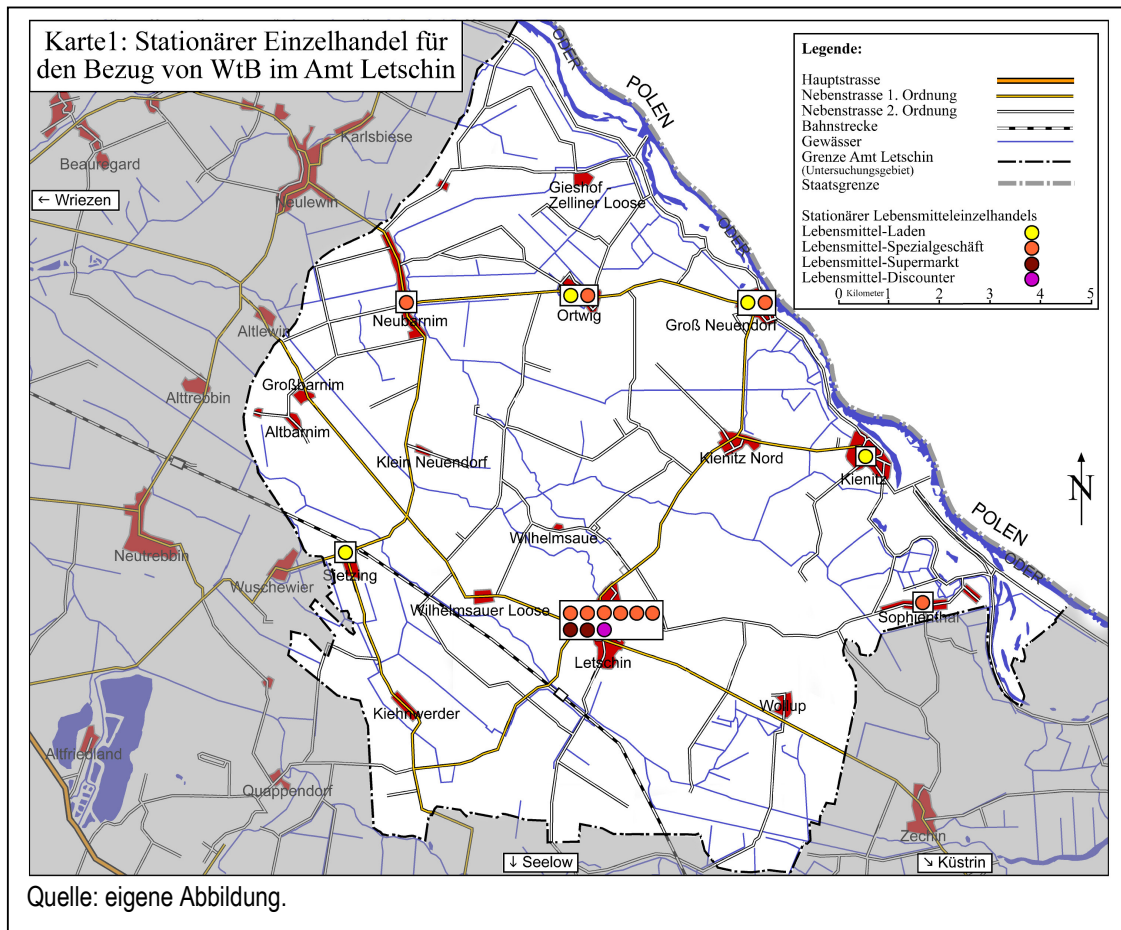 Karte1: Stationärer Einzelhandel für
den Bezug von WtB im Amt Letschin
Legende:
Hauptstrasse
Nebenstrasse 1. Ordnung
Nebenstrasse 2. Ordnung
Bahnstrecke
Gewässer
Grenze Amt Letschin
(Untersuchungsgebiet)
Staatsgrenze
Stationärer Lebensmitteleinzelhandels
Lebensmittel-Laden
Lebensmittel-Spezialgeschäft
Lebensmittel-Supermarkt
Lebensmittel-Discounter
0 Kilometer 1 2 3 4 5
ODER
POLEN
Karlsbiese
Beauregard
← Wriezen
Neulewin
Gieshof -
Zelliner Loose
ODER
Neubarnim
Ortwig
Groß Neuendorf
Altlewin
Alttrebbin
Großbarnim
Altbarnim
Klein Neuendorf
Kienitz Nord
Kienitz
N
POLEN
ODER
Neutrebbin
Wuschewier
Sietzing
Wilhelmsaue
Wilhelmsauer Loose
Sophienthal
Letschin
Kiehnwerder
Wollup
Altfriedland
Quappendorf
Zechin
↓ Seelow
↘ Küstrin
Quelle: eigene Abbildung.